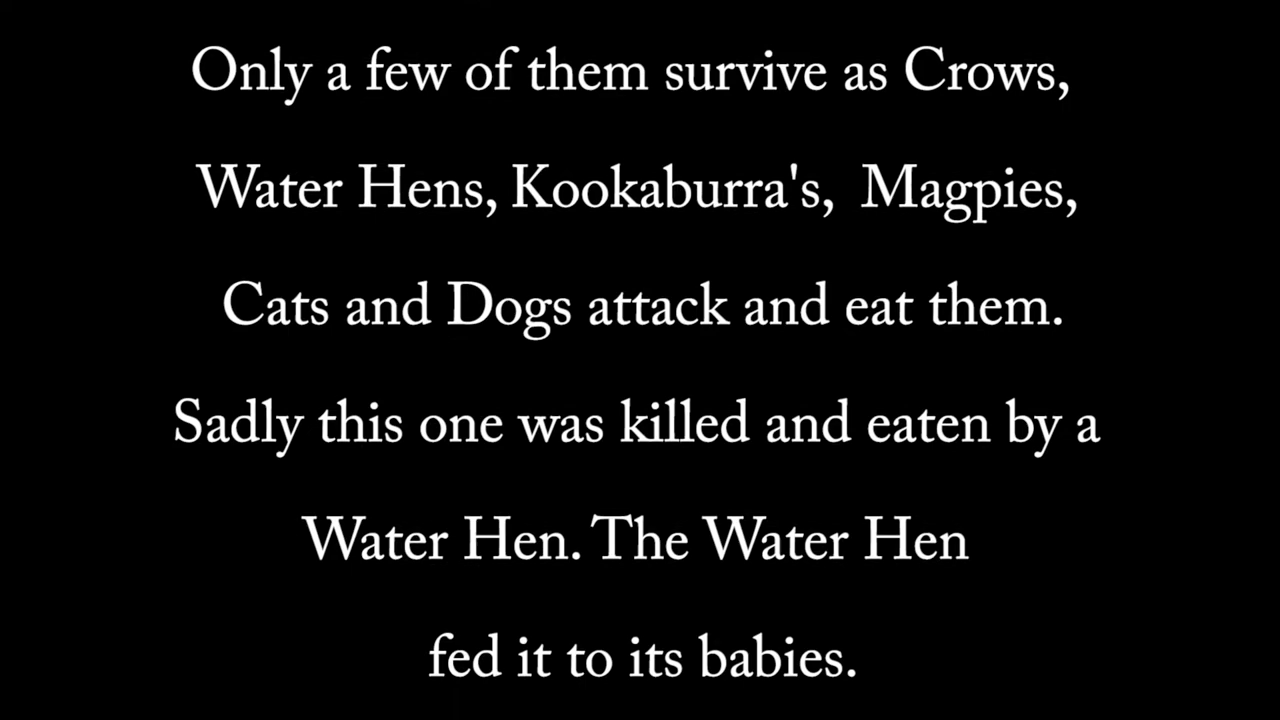 Only a few of them survive as Crows,
Water Hens, Kookaburra's,  Magpies,
Cats and Dogs attack and eat them.
Sadly this one was killed and eaten by a
Water Hen. The Water Hen
fed it to its babies.